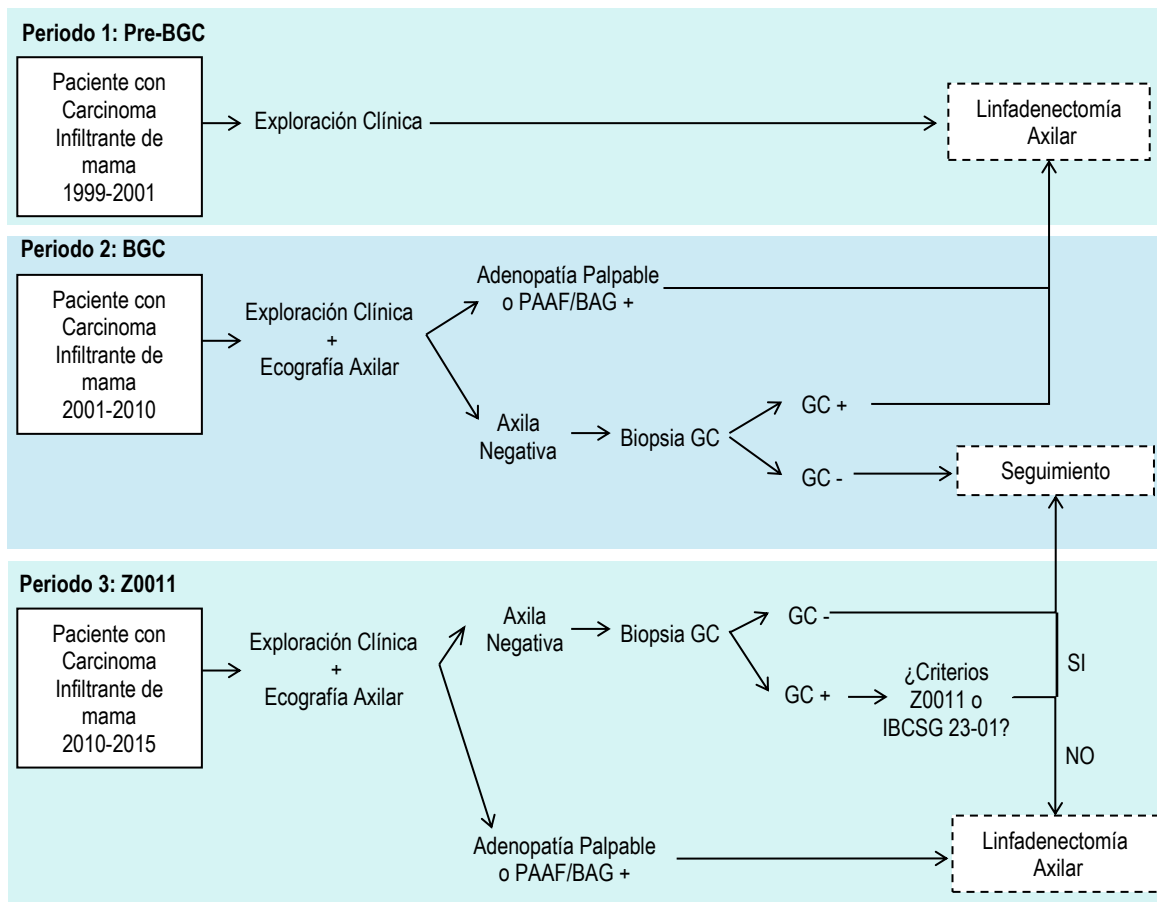 Periodo 1: Pre-BGC
Paciente con
Carcinoma
Infiltrante de
mama
1999-2001
Exploración Clínica
Linfadenectomía
Axilar
Periodo 2: BGC
Paciente con
Carcinoma
Infiltrante de
mama
2001-2010
Exploración Clínica
+
Ecografía Axilar
Adenopatía Palpable
o PAAF/BAG +
Axila
Negativa
Biopsia GC
GC +
GC -
Seguimiento
Periodo 3: Z0011
Paciente con
Carcinoma
Infiltrante de
mama
2010-2015
Exploración Clínica
+
Ecografía Axilar
Axila
Negativa
Biopsia GC
GC -
GC +
¿Criterios
Z0011 o
IBCSG 23-01?
SI
NO
Adenopatía Palpable
o PAAF/BAG +
Linfadenectomía
Axilar